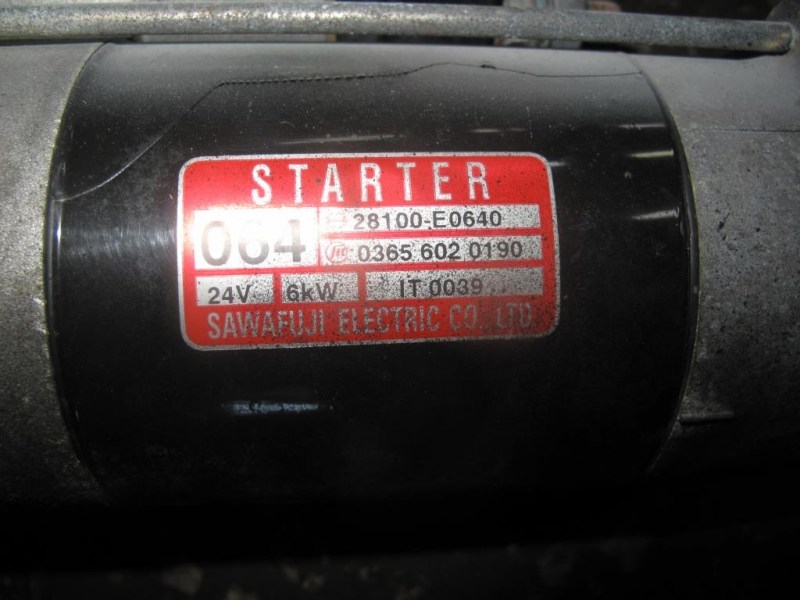 STARTER
064 28100-E0640
0365 602 0190
24V 6kW IT 0039
SAWAFUJI ELECTRIC CO., LTD.